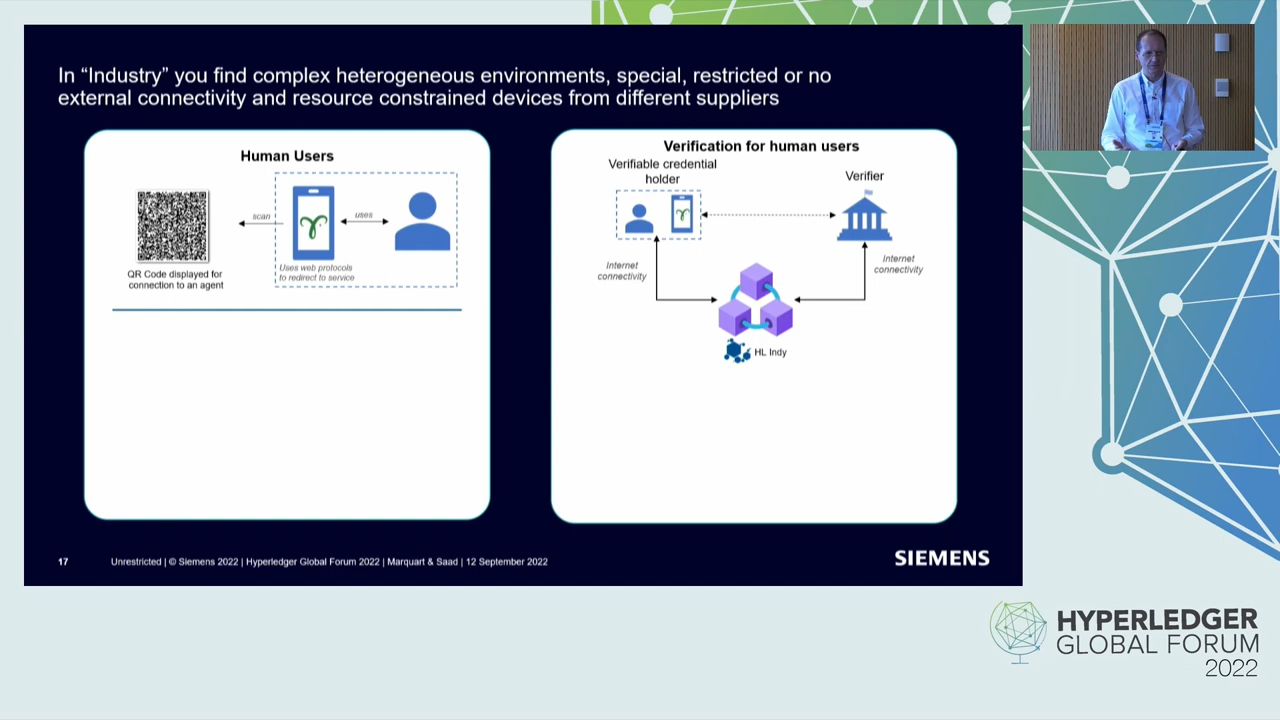 In “Industry” you find complex heterogeneous environments, special, restricted or no
external connectivity and resource constrained devices from different suppliers
Human Users
scan
uses
Uses web protocols
to redirect to service
QR Code displayed for
connection to an agent
Verification for human users
Verifiable credential
holder
Verifier
Internet
connectivity
Internet
connectivity
HL Indy
17
Unrestricted | © Siemens 2022 | Hyperledger Global Forum 2022 | Marquart & Saad | 12 September 2022
SIEMENS
HYPERLEDGER
GLOBAL FORUM
2022